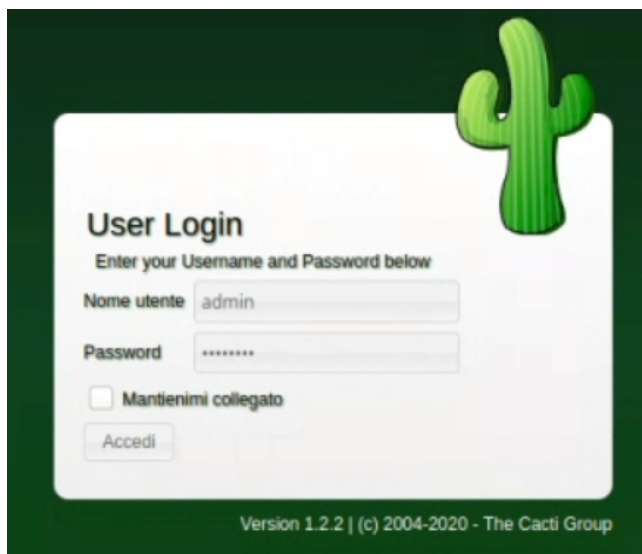 User Login
Enter your Username and Password below
Nome utente admin
Password ••••••••
Mantienimi collegato
Accedi
Version 1.2.2 | (c) 2004-2020 - The Cacti Group